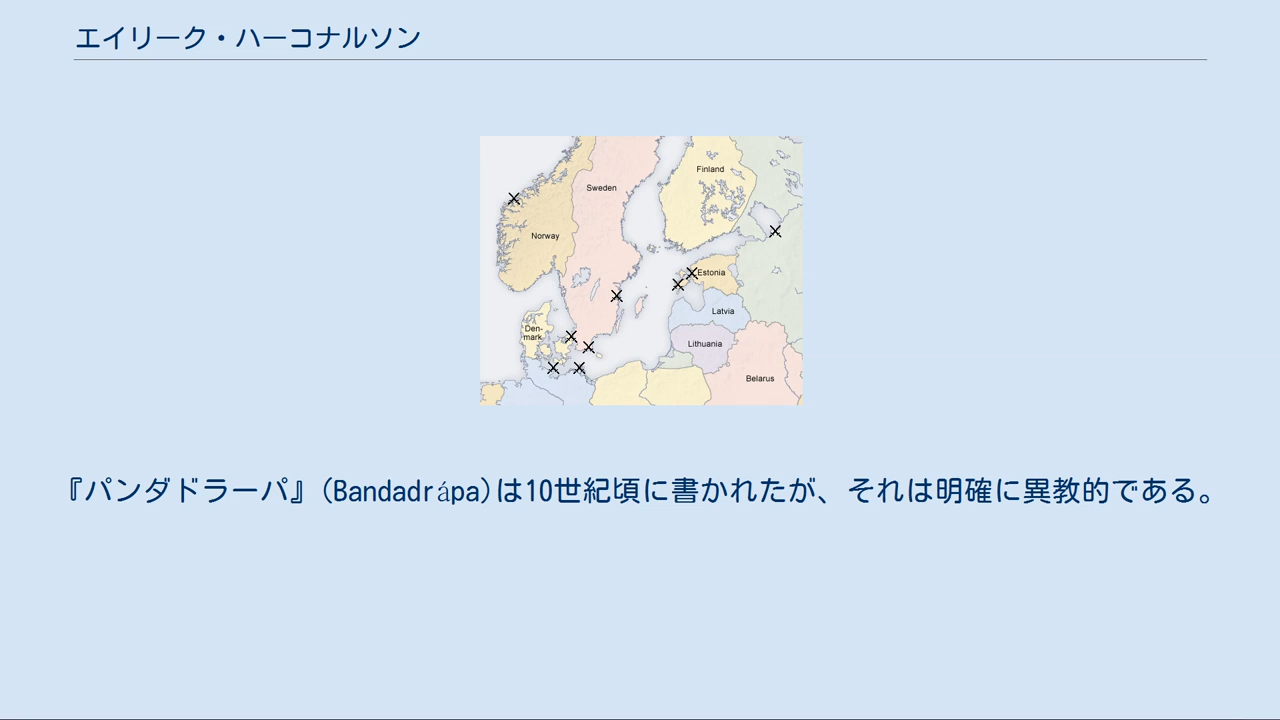 エイリーク・ハーコナルソン
Finland
Sweden
Norway
Estonia
Latvia
Den-
mark
Lithuania
Belarus
『パンダドラーパ』(Bandadrápa)は10世紀頃に書かれたが、それは明確に異教的である。